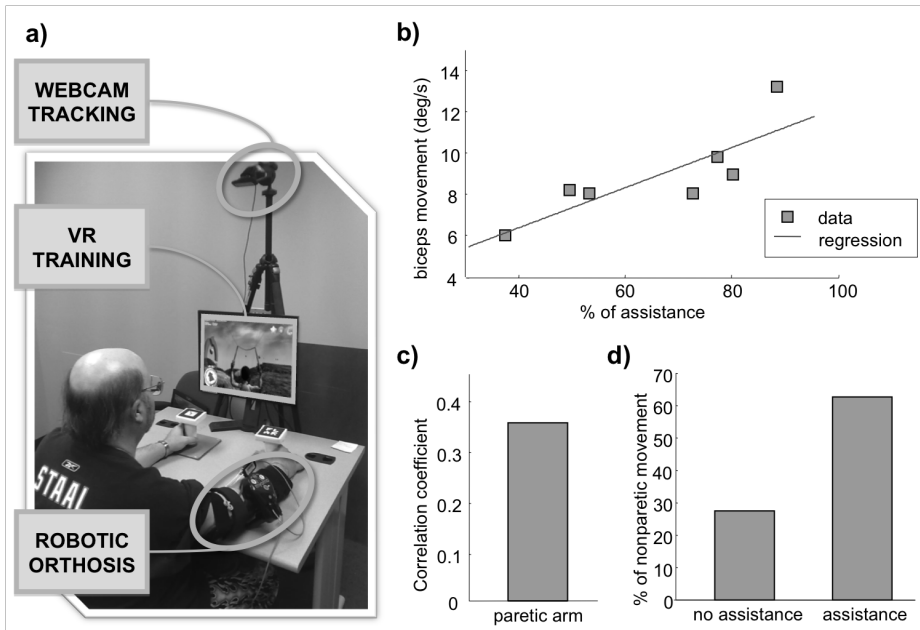 a)
WEBCAM
TRACKING
VR
TRAINING
STAAL
ROBOTIC
ORTHOSIS
b)
biceps movement (deg/s)
14
12
10
8
6
4
40
60
80
100
% of assistance
data
regression
c)
Correlation coefficient
0.4
0.3
0.2
0.1
0
paretic arm
d)
% of nonparetic movement
70
60
50
40
30
20
10
0
no assistance
assistance